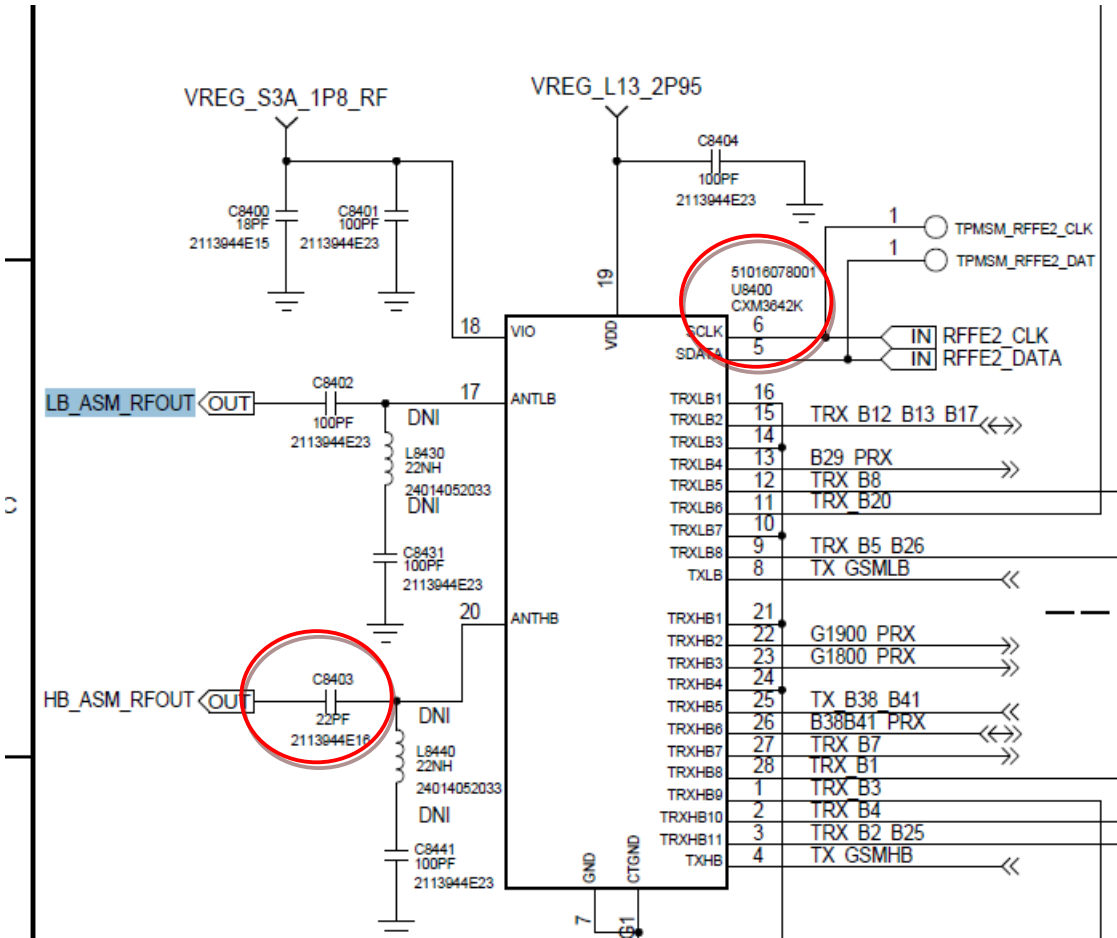 VREG_S3A_1P8_RF
VREG_L13_2P95
C8404
100PF
2113944E23
C8400
18PF
2113944E15
C8401
100PF
2113944E23
1
TPMSM_RFFE2_CLK
1
TPMSM_RFFE2_DAT
19
51016078001
U8400
CXM3642K
18
VIO
VDD
SCLK
6
IN
RFFE2_CLK
SDATA
5
IN
RFFE2_DATA
LB_ASM_RFOUT
OUT
C8402
100PF
2113944E23
17
ANTLB
DNI
L8430
22NH
24014052033
DNI
C8431
100PF
2113944E23
C
TRXLB1
16
TRXLB2
15
TRX_B12_B13_B17
TRXLB3
14
TRXLB4
13
B29_PRX
TRXLB5
12
TRX_B8
TRXLB6
11
TRX_B20
TRXLB7
10
TRXLB8
9
TRX_B5_B26
TXLB
8
TX_GSMLB
20
ANTHB
HB_ASM_RFOUT
OUT
C8403
22PF
2113944E16
DNI
L8440
22NH
24014052033
DNI
C8441
100PF
2113944E23
TRXHB1
21
TRXHB2
22
G1900_PRX
TRXHB3
23
G1800_PRX
TRXHB4
24
TRXHB5
25
TX_B38_B41
TRXHB6
26
B38B41_PRX
TRXHB7
27
TRX_B7
TRXHB8
28
TRX_B1
TRXHB9
1
TRX_B3
TRXHB10
2
TRX_B4
TRXHB11
3
TRX_B2_B25
TXHB
4
TX_GSMHB
GND
CTGND
7
G1